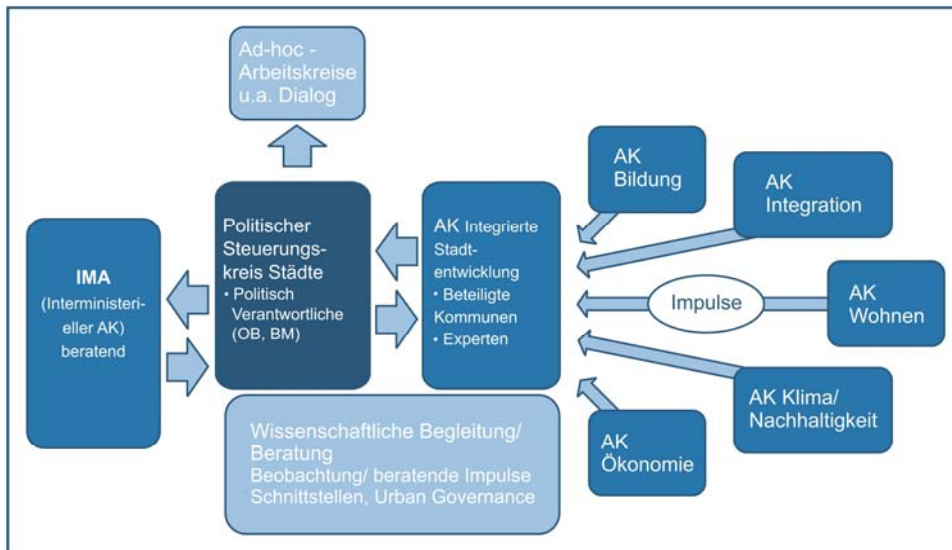 Ad-hoc -
Arbeitskreise
u.a. Dialog
IMA
(Interministeri-
eller AK)
beratend
Politischer
Steuerungs-
kreis Städte
• Politisch
Verantwortliche
(OB, BM)
AK Integrierte
Stadt-
entwicklung
• Beteiligte
Kommunen
• Experten
AK
Bildung
AK
Integration
Impulse
AK
Wohnen
AK Klima/
Nachhaltigkeit
AK
Ökonomie
Wissenschaftliche Begleitung/
Beratung
Beobachtung/ beratende Impulse
Schnittstellen, Urban Governance